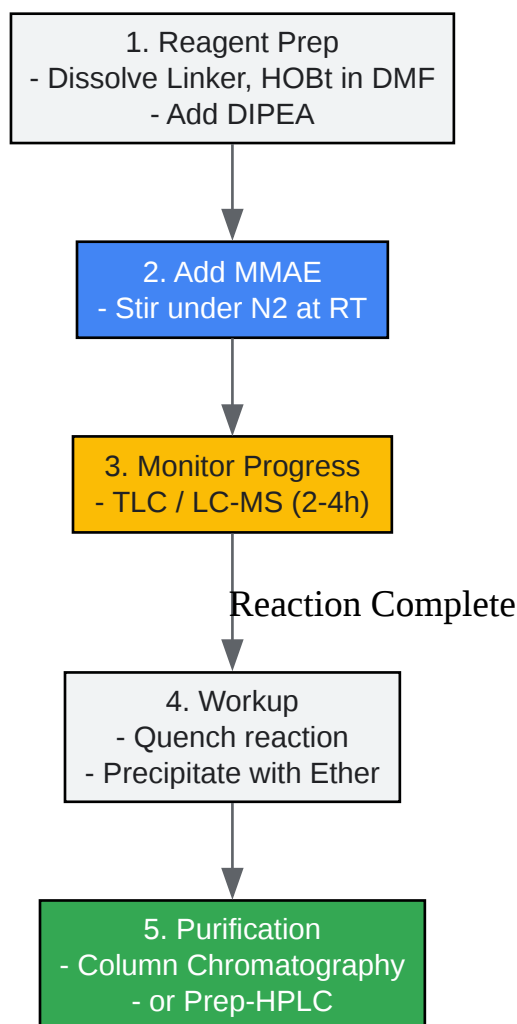 1. Reagent Prep
- Dissolve Linker, HOBt in DMF
- Add DIPEA
2. Add MMAE
- Stir under N2 at RT
3. Monitor Progress
- TLC / LC-MS (2-4h)
Reaction Complete
4. Workup
- Quench reaction
- Precipitate with Ether
5. Purification
- Column Chromatography
- or Prep-HPLC